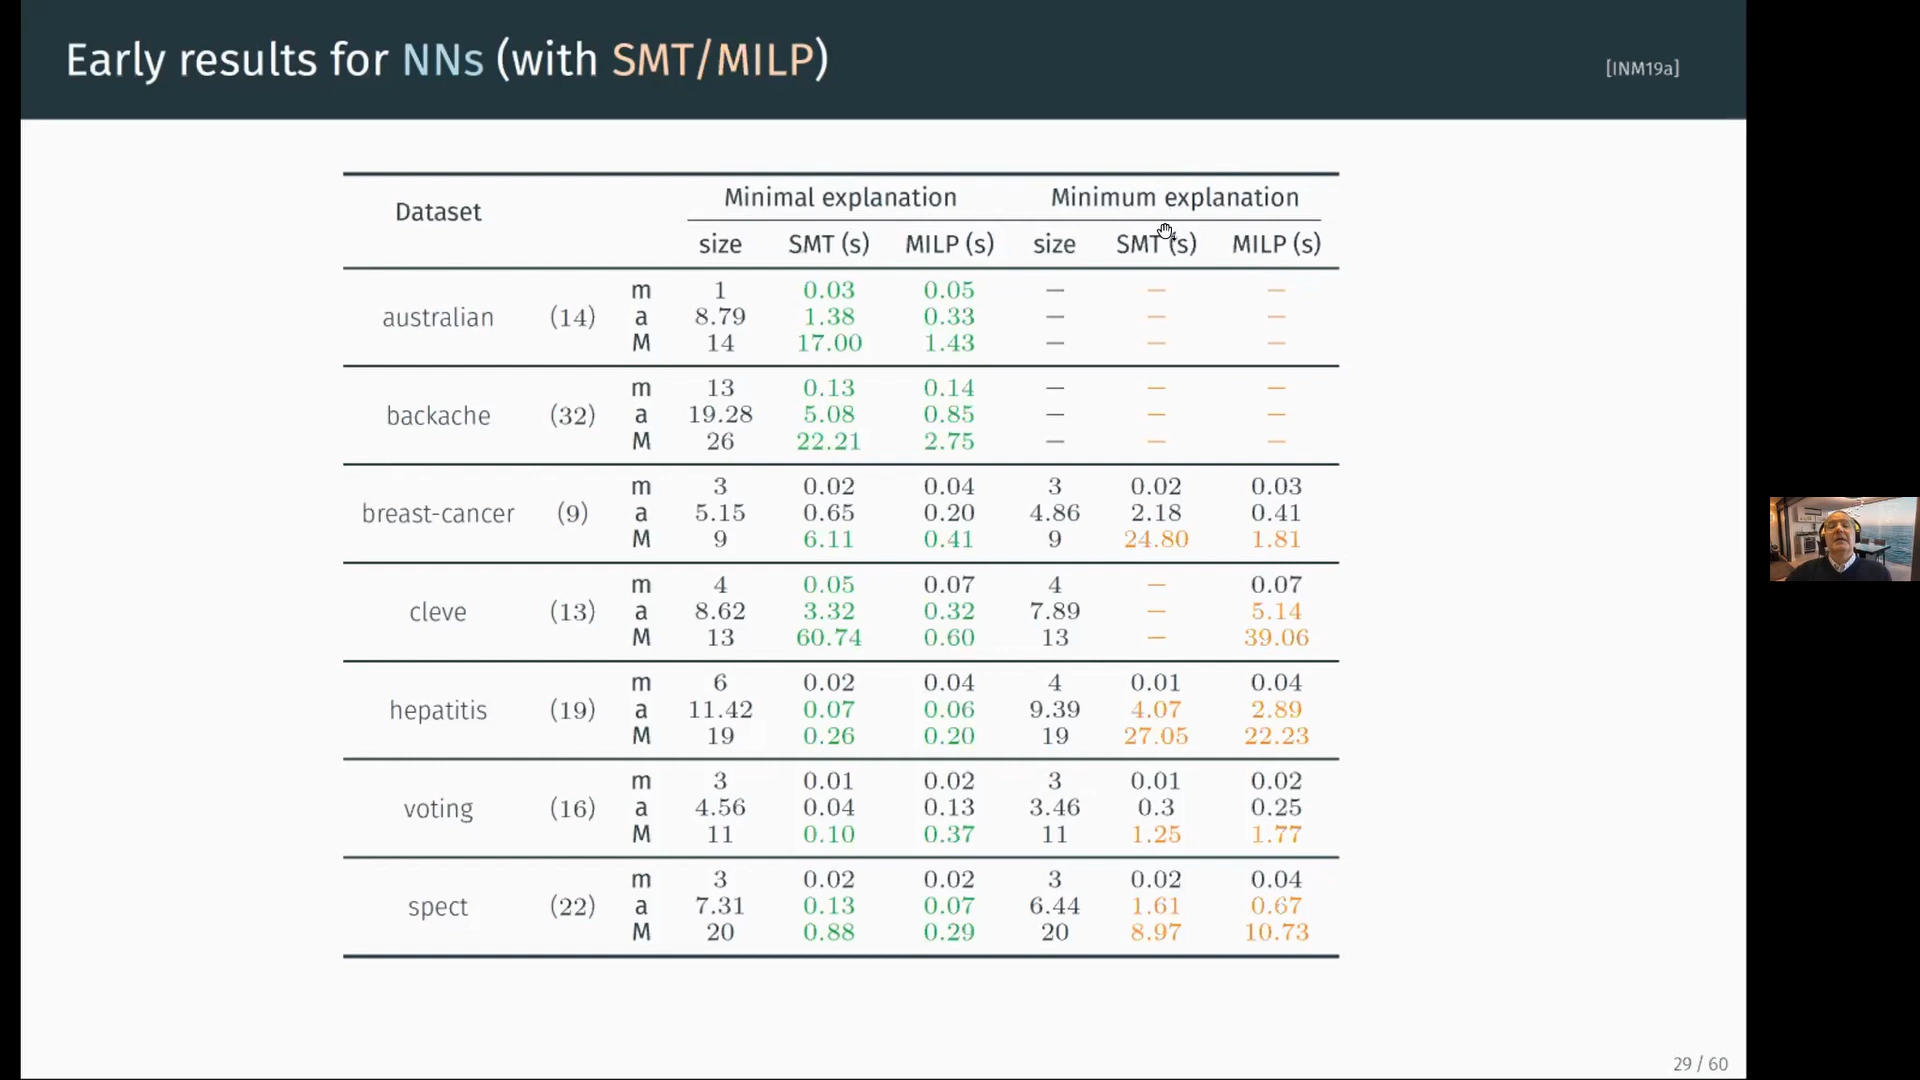 Early results for NNs (with SMT/MILP)
[INM19a]
Dataset Minimal explanation Minimum explanation
size SMT (s) MILP (s) size SMT (s) MILP (s)
australian (14) m 1 0.03 0.05 — — —
a 8.79 1.38 0.33 — — —
M 14 17.00 1.43 — — —
backache (32) m 13 0.13 0.14 — — —
a 19.28 5.08 0.85 — — —
M 26 22.21 2.75 — — —
breast-cancer (9) m 3 0.02 0.04 3 0.02 0.03
a 5.15 0.65 0.20 4.86 2.18 0.41
M 9 6.11 0.41 9 24.80 1.81
cleve (13) m 4 0.05 0.07 4 — 0.07
a 8.62 3.32 0.32 7.89 — 5.14
M 13 60.74 0.60 13 — 39.06
hepatitis (19) m 6 0.02 0.04 4 0.01 0.04
a 11.42 0.07 0.06 9.39 4.07 2.89
M 19 0.26 0.20 19 27.05 22.23
voting (16) m 3 0.01 0.02 3 0.01 0.02
a 4.56 0.04 0.13 3.46 0.3 0.25
M 11 0.10 0.37 11 1.25 1.77
spect (22) m 3 0.02 0.02 3 0.02 0.04
a 7.31 0.13 0.07 6.44 1.61 0.67
M 20 0.88 0.29 20 8.97 10.73
29 / 60